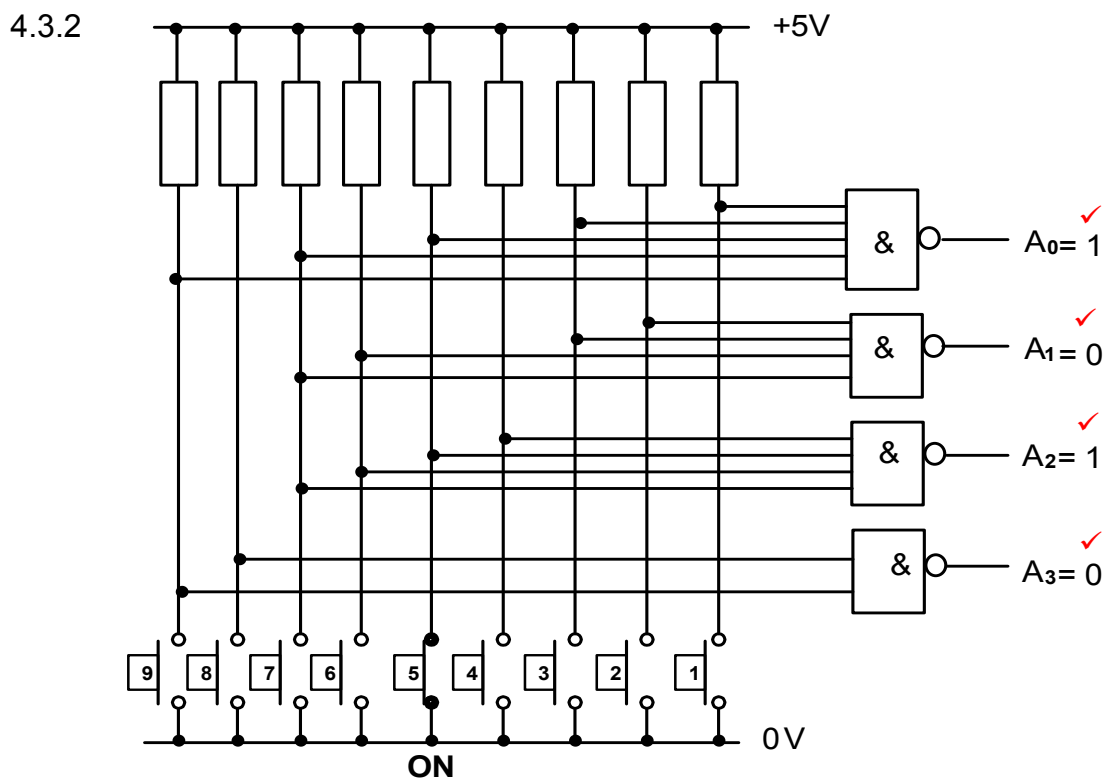 4.3.2
+5V
& A₀= 1
& A₁= 0
& A₂= 1
& A₃= 0
9 8 7 6 5 4 3 2 1
0V
ON